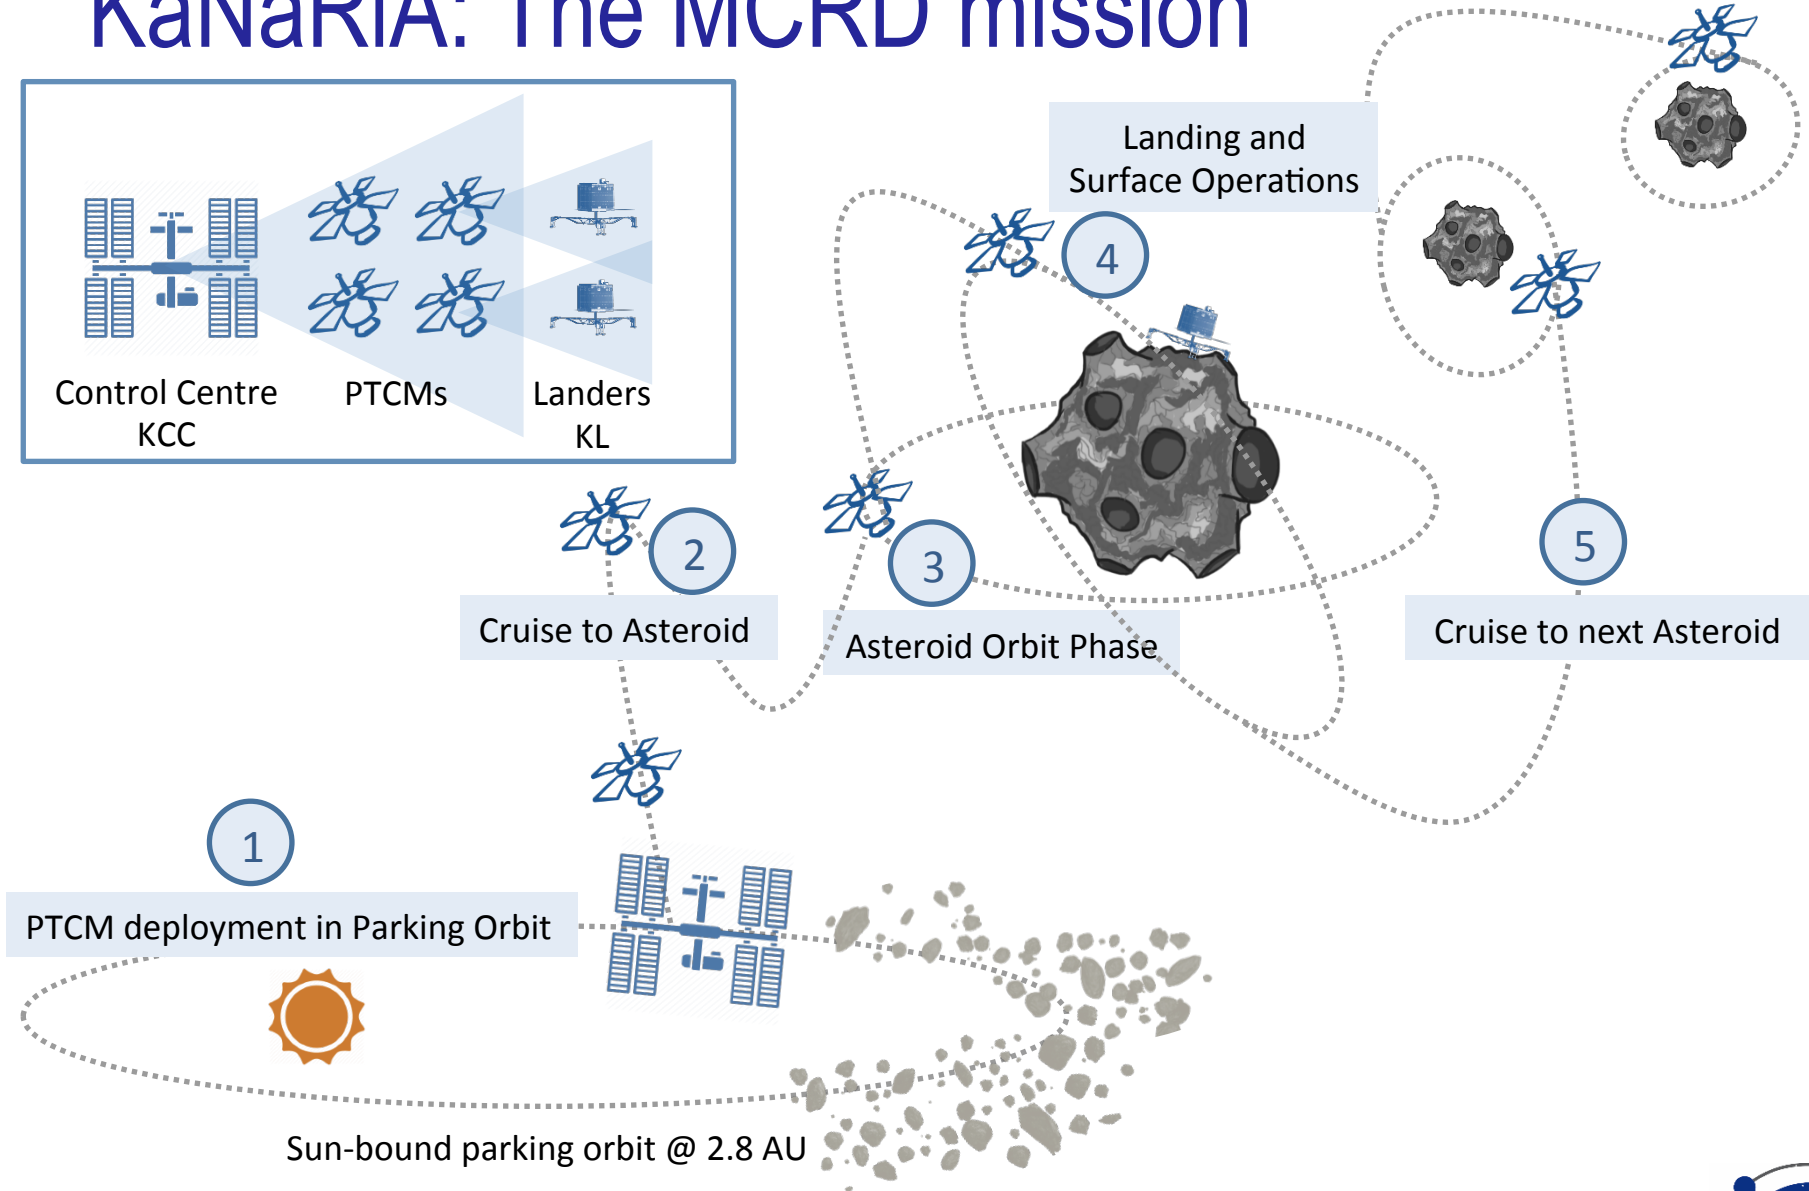 KaNaRiA: The MCRD mission
Control Centre
KCC
PTCMs
Landers
KL
Landing and
Surface Operations
4
2
Cruise to Asteroid
3
Asteroid Orbit Phase
5
Cruise to next Asteroid
1
PTCM deployment in Parking Orbit
Sun-bound parking orbit @ 2.8 AU